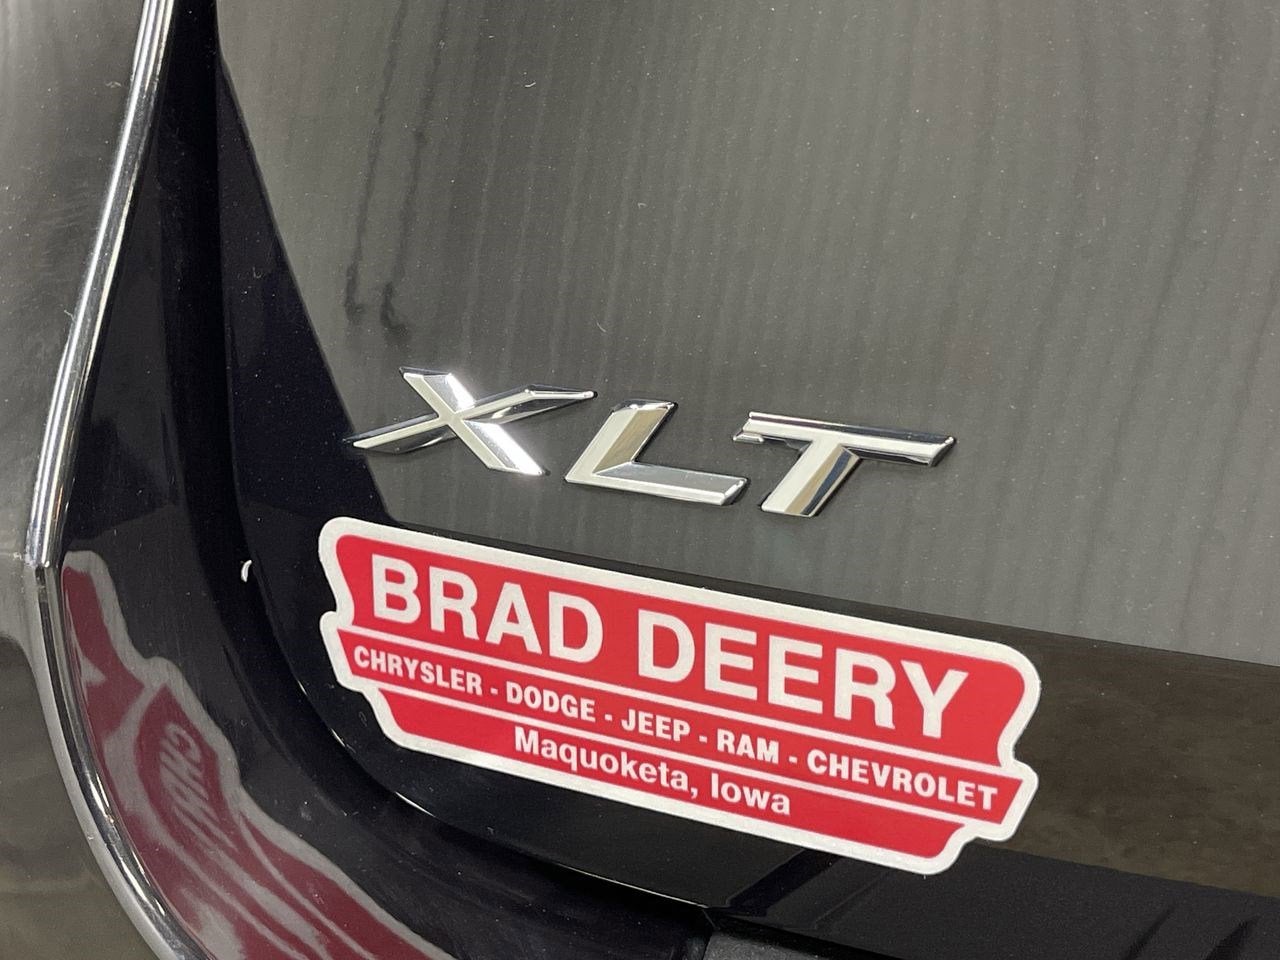 XLT
BRAD DEERY
CHRYSLER - DODGE - JEEP - RAM - CHEVROLET
Maquoketa, Iowa